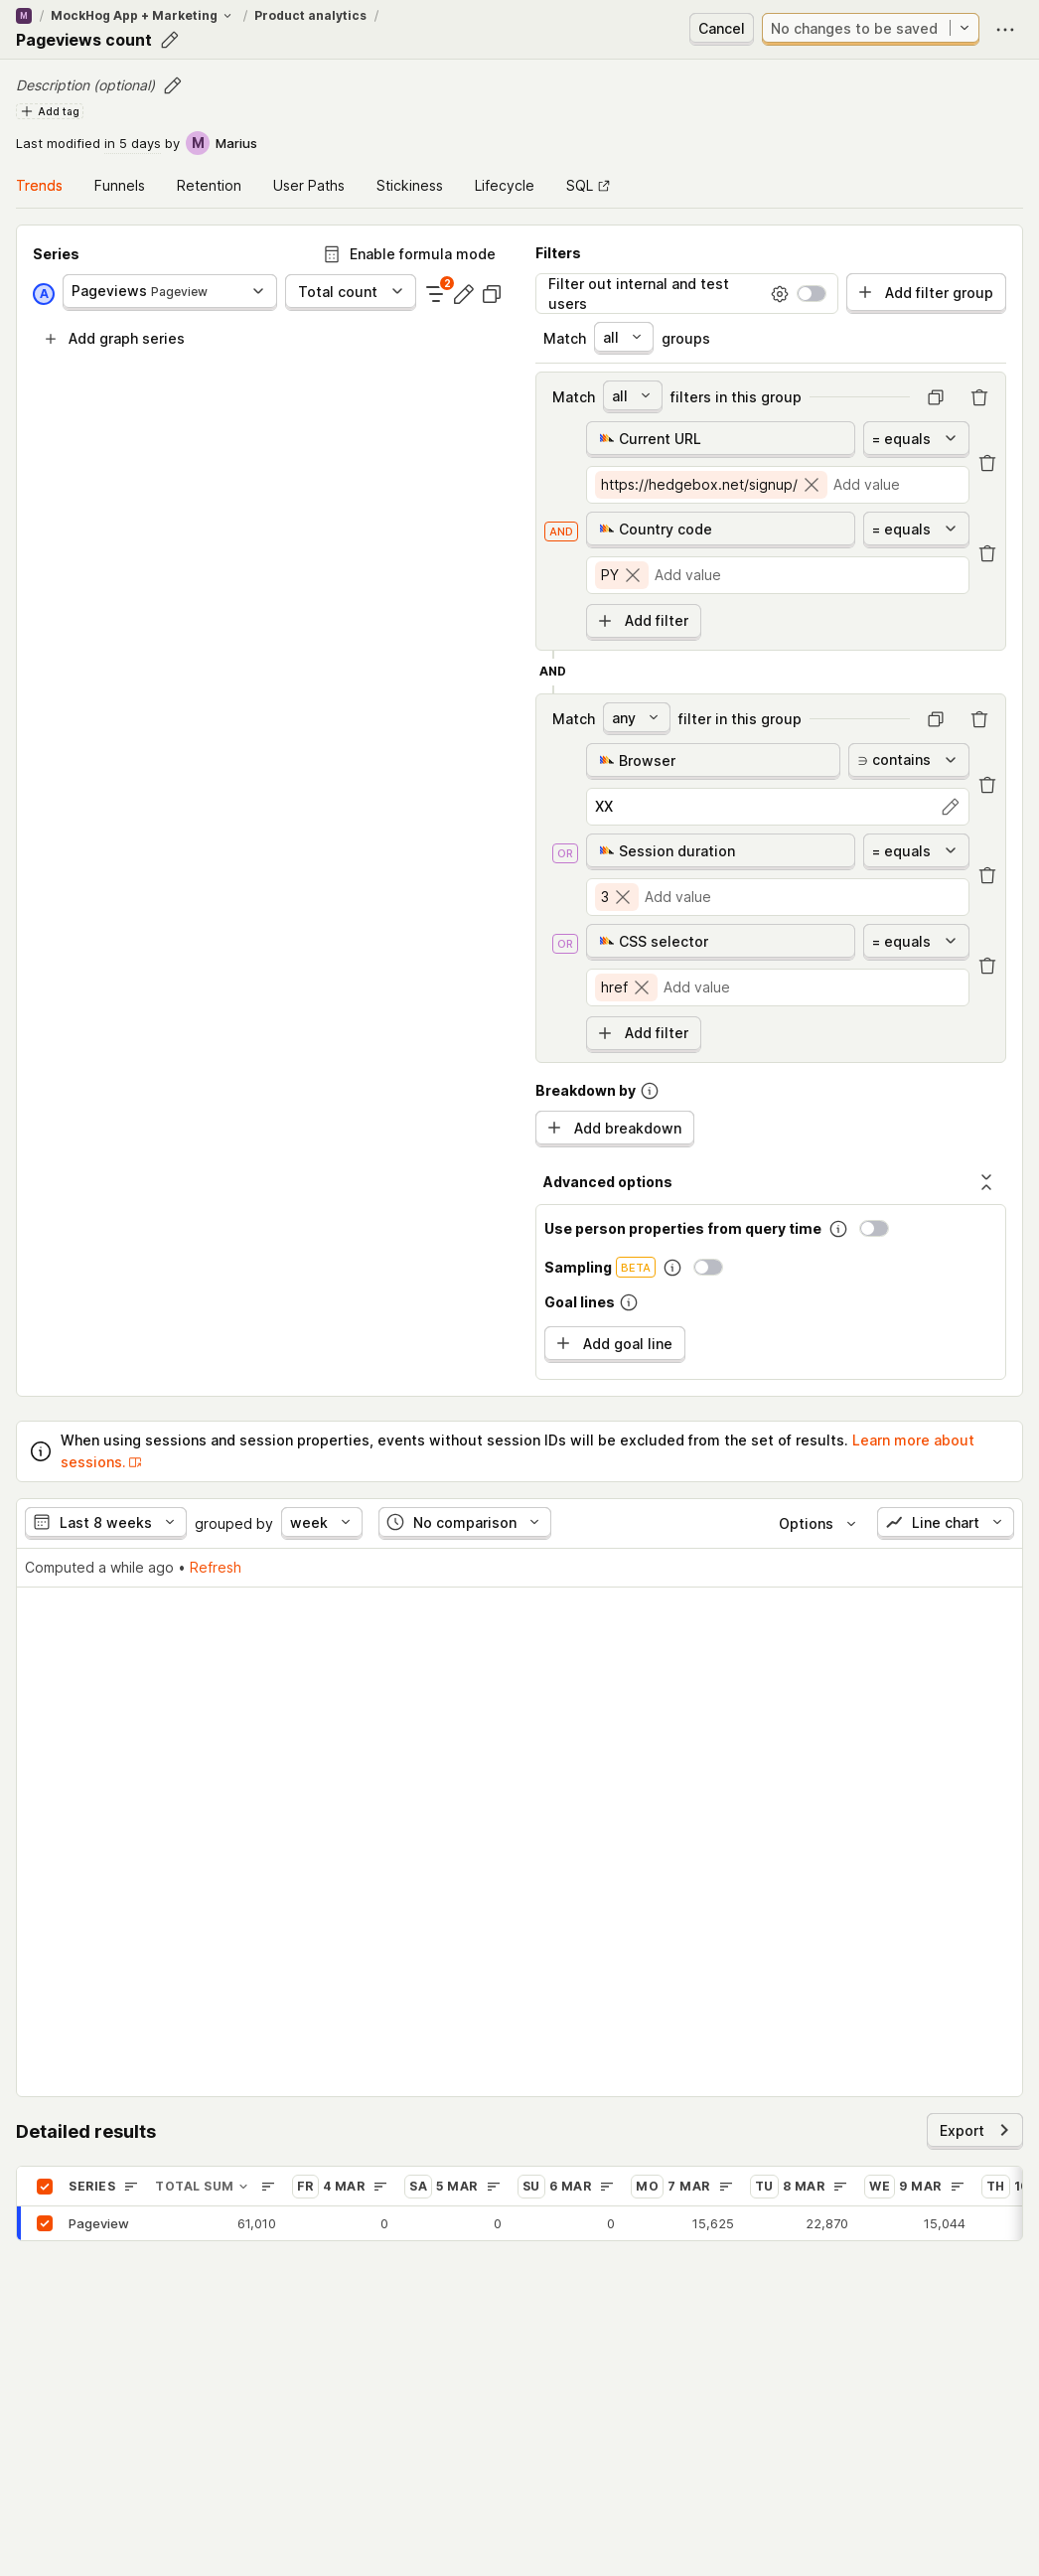 M / MockHog App + Marketing / Product analytics /
Pageviews count
Cancel
No changes to be saved
Description (optional)
Add tag
Last modified in 5 days by M Marius
Trends Funnels Retention User Paths Stickiness Lifecycle SQL
Series
Enable formula mode
A Pageviews Pageview Total count 2
Add graph series
Filters
Filter out internal and test users
Add filter group
Match all groups
Match all filters in this group
Current URL = equals
https://hedgebox.net/signup/ Add value
AND Country code = equals
PY Add value
Add filter
AND
Match any filter in this group
Browser ∋ contains
XX
OR Session duration = equals
3 Add value
OR CSS selector = equals
href Add value
Add filter
Breakdown by
Add breakdown
Advanced options
Use person properties from query time
Sampling BETA
Goal lines
Add goal line
When using sessions and session properties, events without session IDs will be excluded from the set of results. Learn more about
sessions.
Last 8 weeks grouped by week No comparison Options Line chart
Computed a while ago • Refresh
Detailed results
Export
SERIES TOTAL SUM FR 4 MAR SA 5 MAR SU 6 MAR MO 7 MAR TU 8 MAR WE 9 MAR TH
Pageview 61,010 0 0 0 15,625 22,870 15,044